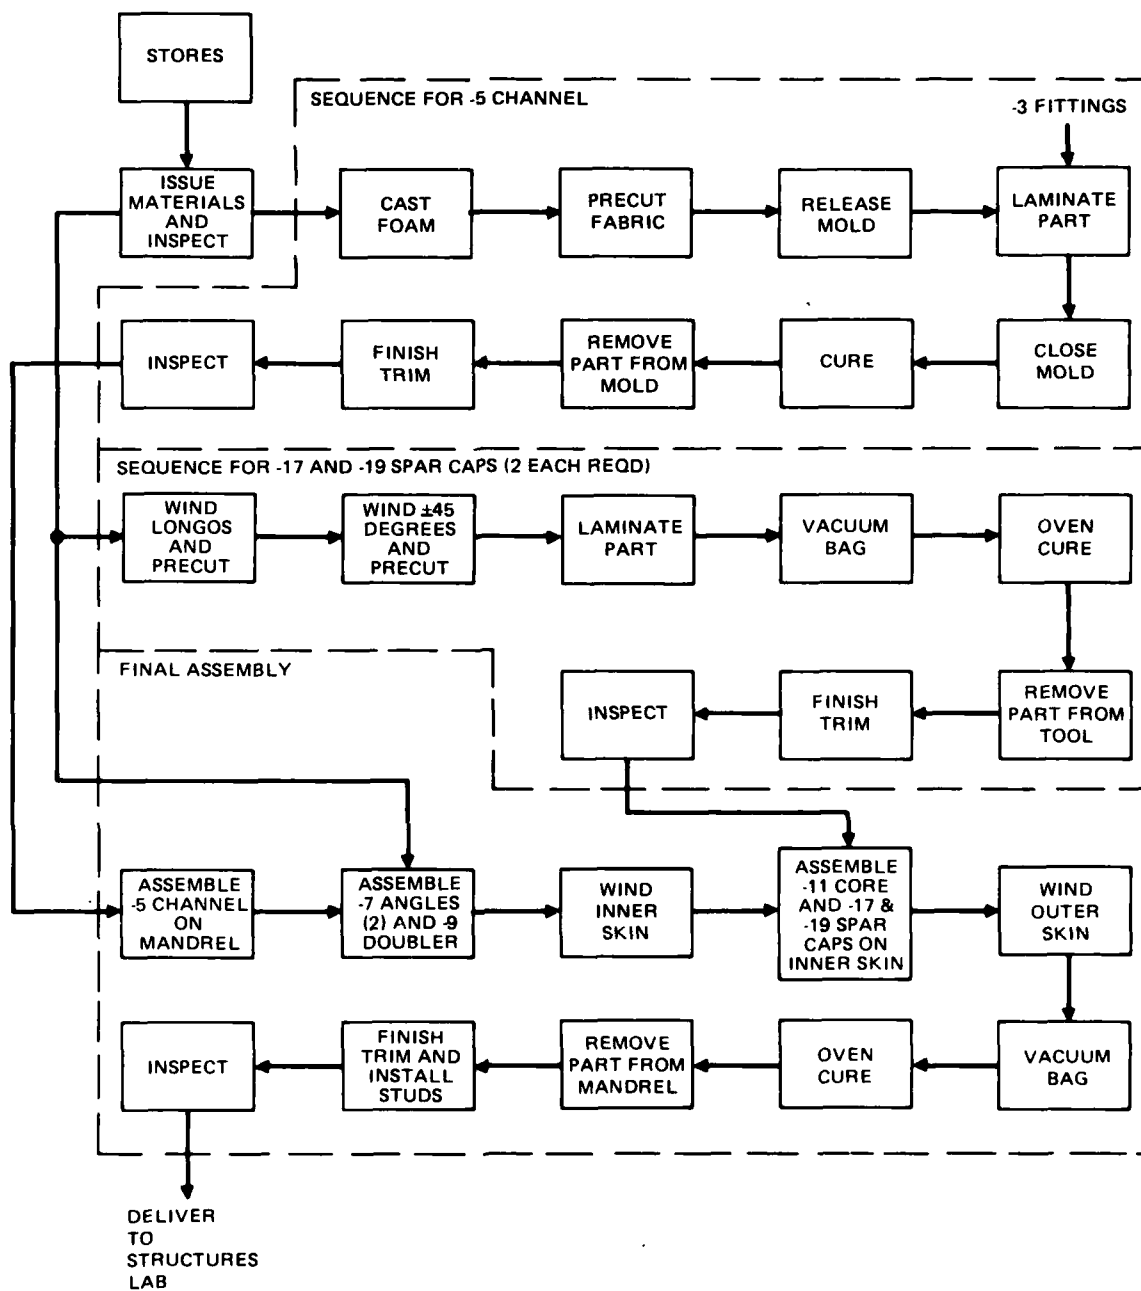 STORES
SEQUENCE FOR -5 CHANNEL
-3 FITTINGS
ISSUE
MATERIALS
AND
INSPECT
CAST
FOAM
PRECUT
FABRIC
RELEASE
MOLD
LAMINATE
PART
INSPECT
FINISH
TRIM
REMOVE
PART FROM
MOLD
CURE
CLOSE
MOLD
SEQUENCE FOR -17 AND -19 SPAR CAPS (2 EACH REQD)
WIND
LONGOS
AND
PRECUT
WIND ±45
DEGREES
AND
PRECUT
LAMINATE
PART
VACUUM
BAG
OVEN
CURE
FINAL ASSEMBLY
INSPECT
FINISH
TRIM
REMOVE
PART FROM
TOOL
ASSEMBLE
-5 CHANNEL
ON
MANDREL
ASSEMBLE
-7 ANGLES
(2) AND -9
DOUBLER
WIND
INNER
SKIN
ASSEMBLE
-11 CORE
AND -17 &
-19 SPAR
CAPS ON
INNER SKIN
WIND
OUTER
SKIN
INSPECT
FINISH
TRIM AND
INSTALL
STUDS
REMOVE
PART FROM
MANDREL
OVEN
CURE
VACUUM
BAG
DELIVER
TO
STRUCTURES
LAB